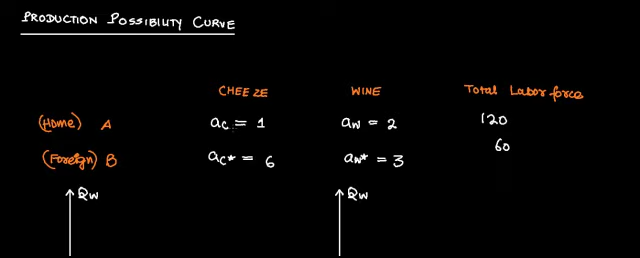 PRODUCTION POSSIBILITY CURVE
CHEEZE WINE Total Labor force
(Home) A ac = 1 aw = 2 120
(Foreign) B ac* = 6 aw* = 3 60
Qw Qw